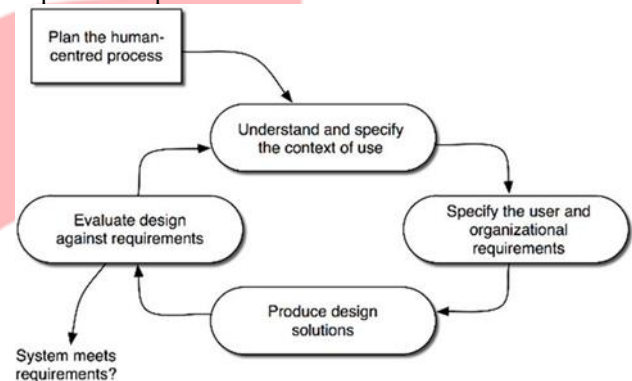 Plan the human-
centred process
Understand and specify
the context of use
Specify the user and
organizational
requirements
Produce design
solutions
Evaluate design
against requirements
System meets
requirements?